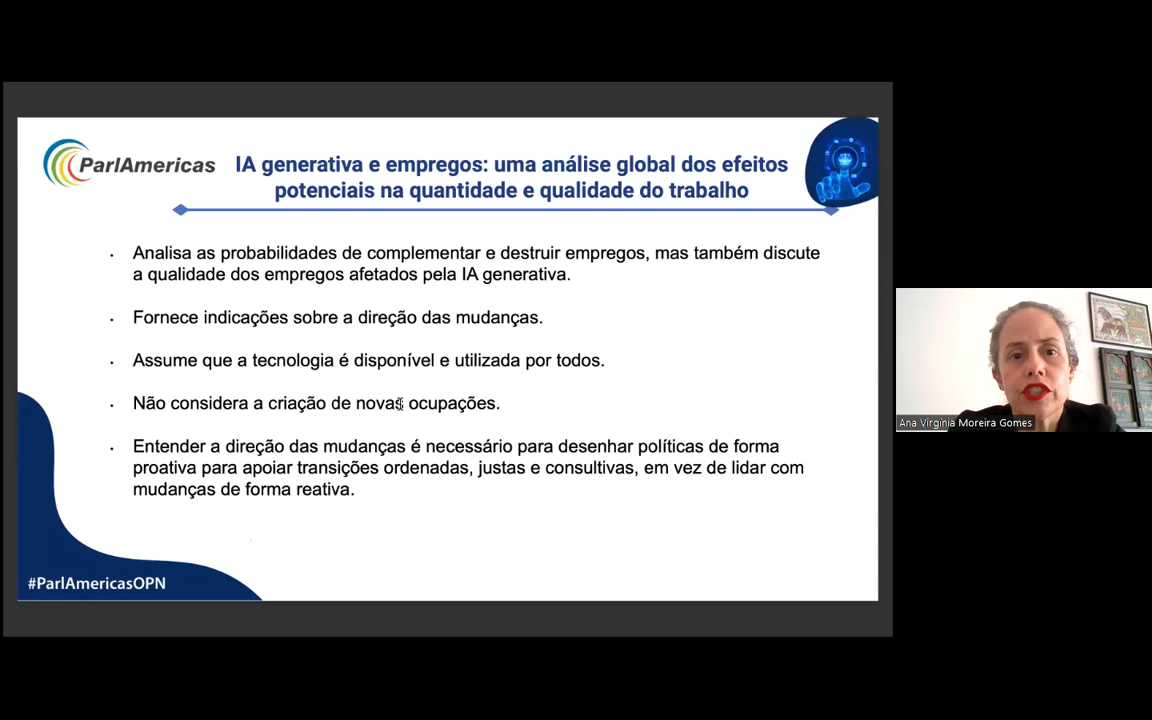 ParlAmericas
IA generativa e empregos: uma análise global dos efeitos
potenciais na quantidade e qualidade do trabalho
• Analisa as probabilidades de complementar e destruir empregos, mas também discute
a qualidade dos empregos afetados pela IA generativa.
• Fornece indicações sobre a direção das mudanças.
• Assume que a tecnologia é disponível e utilizada por todos.
• Não considera a criação de novas ocupações.
• Entender a direção das mudanças é necessário para desenhar políticas de forma
proativa para apoiar transições ordenadas, justas e consultivas, em vez de lidar com
mudanças de forma reativa.
#ParlAmericasOPN
Ana Virgínia Moreira Gomes